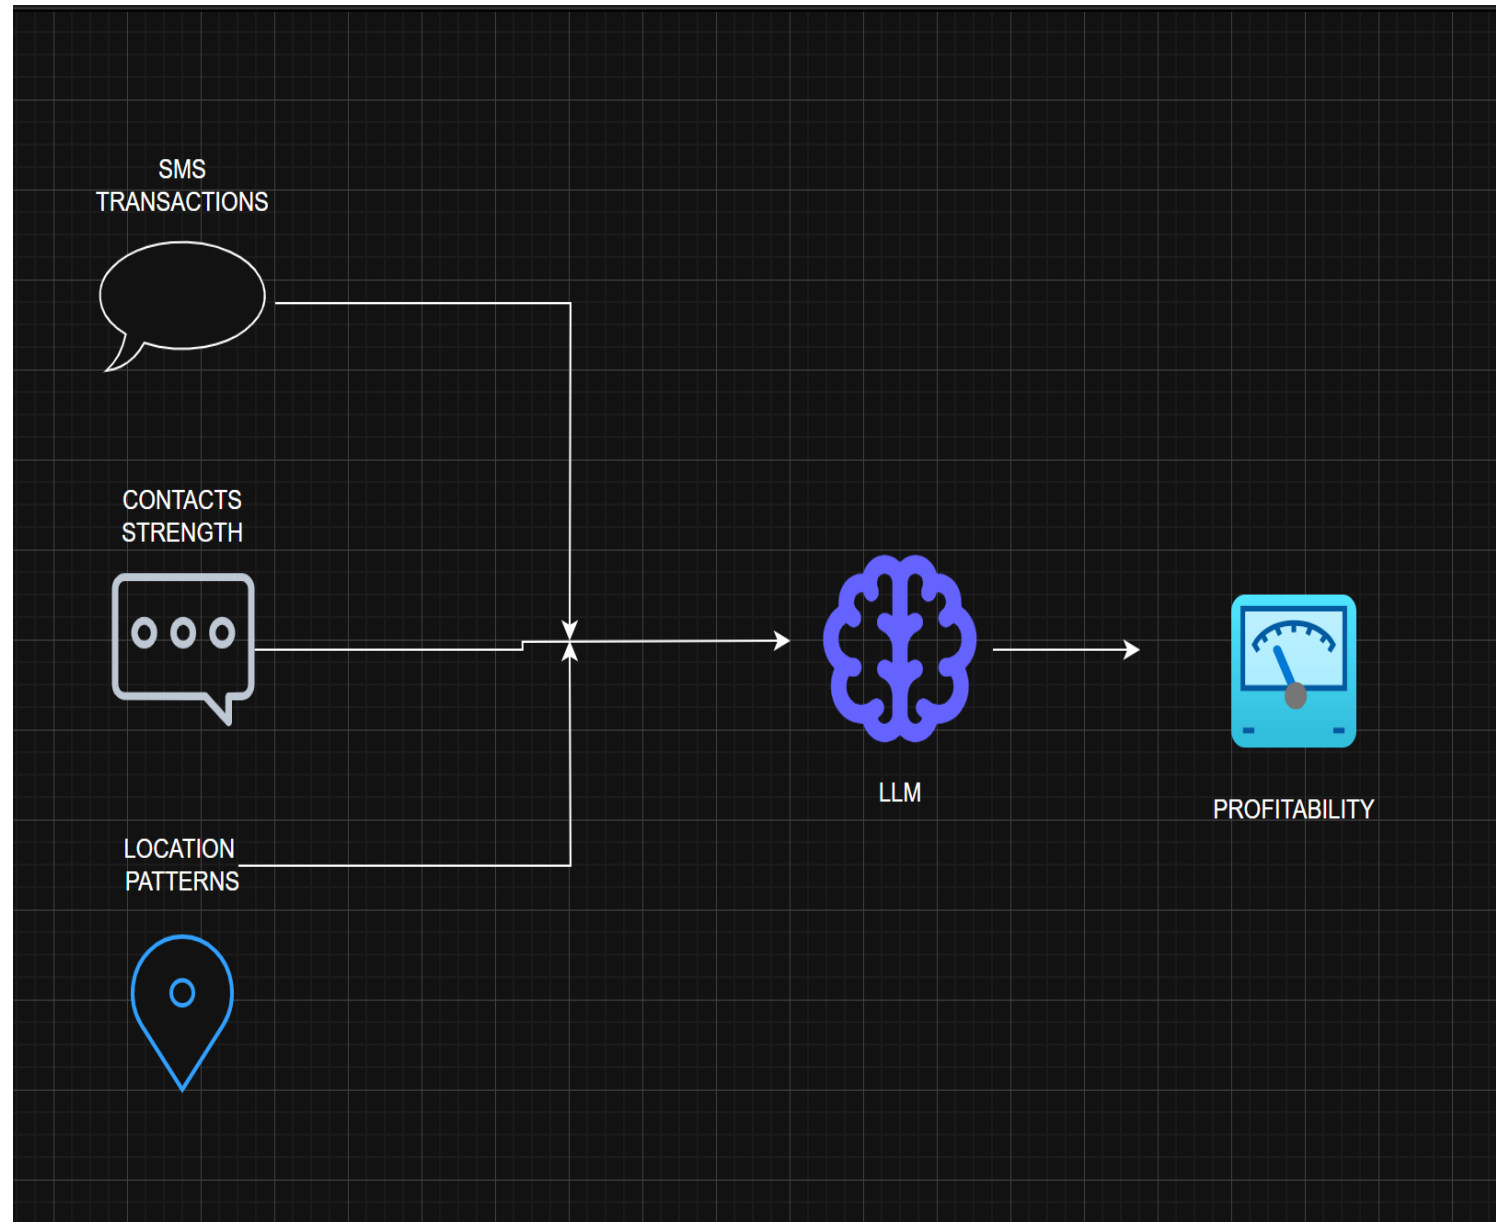 SMS
TRANSACTIONS
CONTACTS
STRENGTH
LOCATION
PATTERNS
LLM
PROFITABILITY